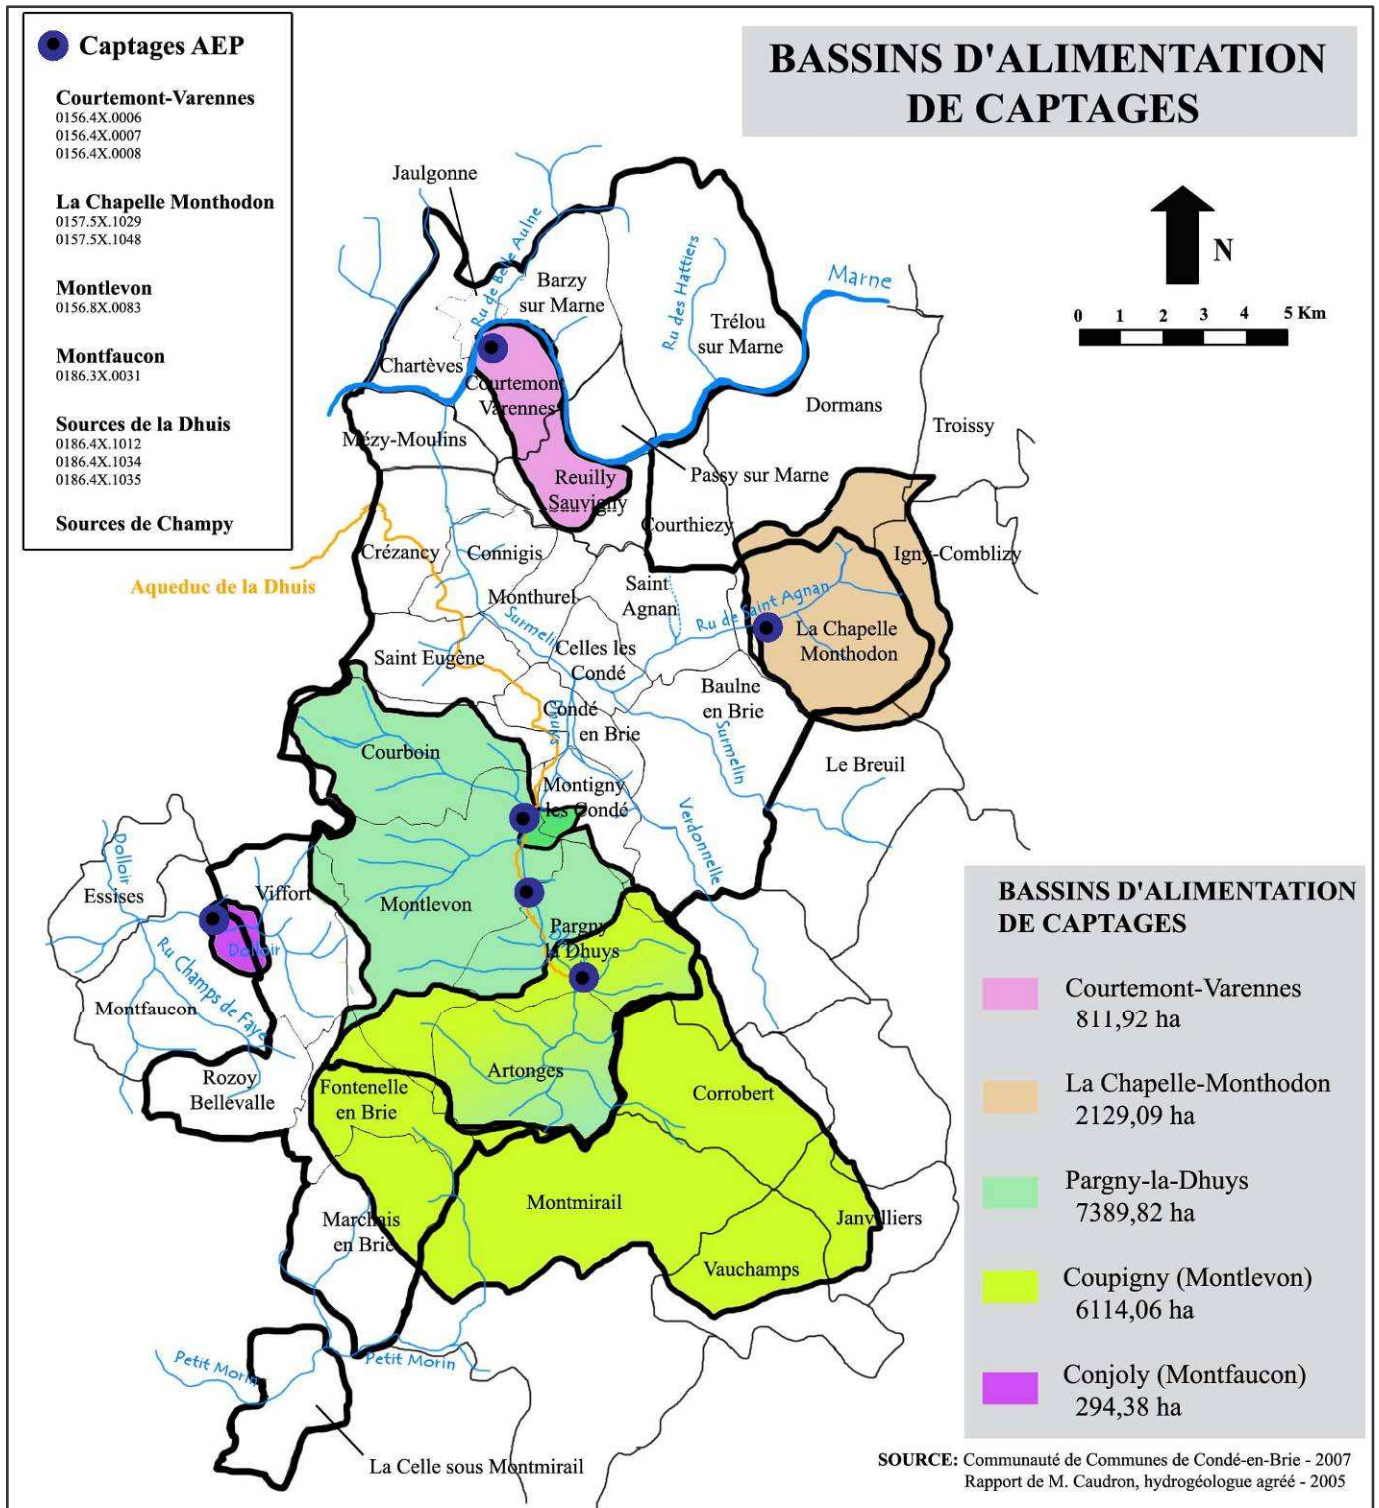 Captages AEP
Courtemont-Varennes
0156.4X.0006
0156.4X.0007
0156.4X.0008
La Chapelle Monthodon
0157.5X.1029
0157.5X.1048
Montlevon
0156.8X.0083
Montfaucon
0186.3X.0031
Sources de la Dhuis
0186.4X.1012
0186.4X.1034
0186.4X.1035
Sources de Champy
BASSINS D'ALIMENTATION
DE CAPTAGES
N
0 1 2 3 4 5 Km
Jaulgonne
Ru de Belle Aulne
Barzy
sur Marne
Ru des Hattiers
Marne
Trélou
sur Marne
Chartèves
Courtemont
Varennes
Dormans
Troissy
Mézy-Moulins
Reuilly
Sauvigny
Passy sur Marne
Courthiezy
Igny-Comblizy
Crézancy
Connigis
Aqueduc de la Dhuis
Monthurel
Saint
Agnan
Ru de Saint Agnan
Surmelin
La Chapelle
Monthodon
Saint Eugène
Celles les
Condé
Baulne
en Brie
Condé
en Brie
Dhuys
Surmelin
Courboin
Le Breuil
Montigny
les Condé
Verdonnelle
Dolloir
Essises
Viffort
Montlevon
Pargny
la Dhuys
Dolloir
Ru Champs de Faye
Montfaucon
Rozoy
Bellevalle
Fontenelle
en Brie
Artonges
Corrobert
Montmirail
Janvilliers
Marchais
en Brie
Vauchamps
Petit Morin
Petit Morin
La Celle sous Montmirail
BASSINS D'ALIMENTATION
DE CAPTAGES
Courtemont-Varennes
811,92 ha
La Chapelle-Monthodon
2129,09 ha
Pargny-la-Dhuys
7389,82 ha
Coupigny (Montlevon)
6114,06 ha
Conjoly (Montfaucon)
294,38 ha
SOURCE: Communauté de Communes de Condé-en-Brie - 2007
Rapport de M. Caudron, hydrogéologue agréé - 2005